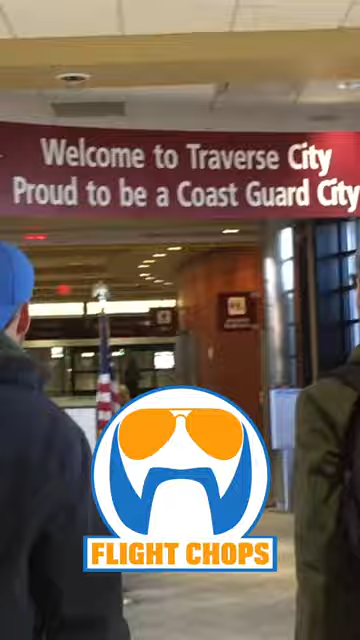 Welcome to Traverse City
Proud to be a Coast Guard City
FLIGHT CHOPS